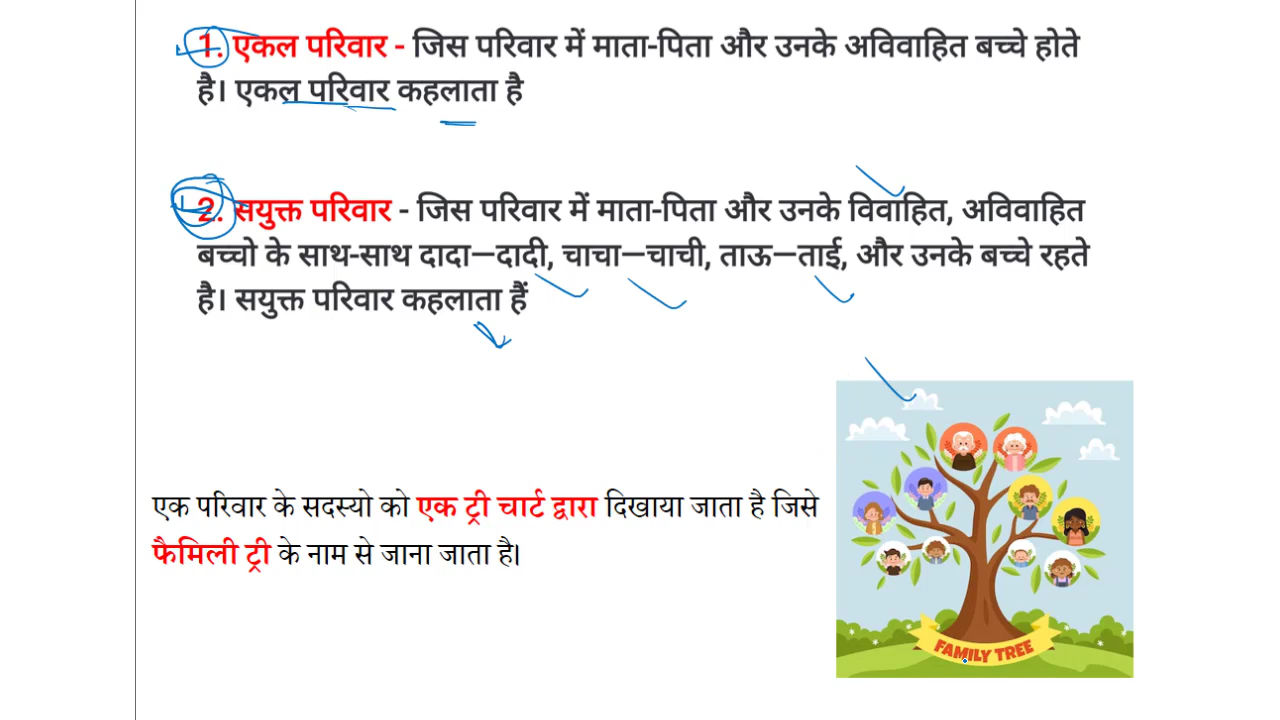 1. एकल परिवार - जिस परिवार में माता-पिता और उनके अविवाहित बच्चे होते
है। एकल परिवार कहलाता है
2. सयुक्त परिवार - जिस परिवार में माता-पिता और उनके विवाहित, अविवाहित
बच्चो के साथ-साथ दादा–दादी, चाचा–चाची, ताऊ–ताई, और उनके बच्चे रहते
है। सयुक्त परिवार कहलाता हैं
एक परिवार के सदस्यो को एक ट्री चार्ट द्वारा दिखाया जाता है जिसे
फैमिली ट्री के नाम से जाना जाता है।
FAMILY TREE